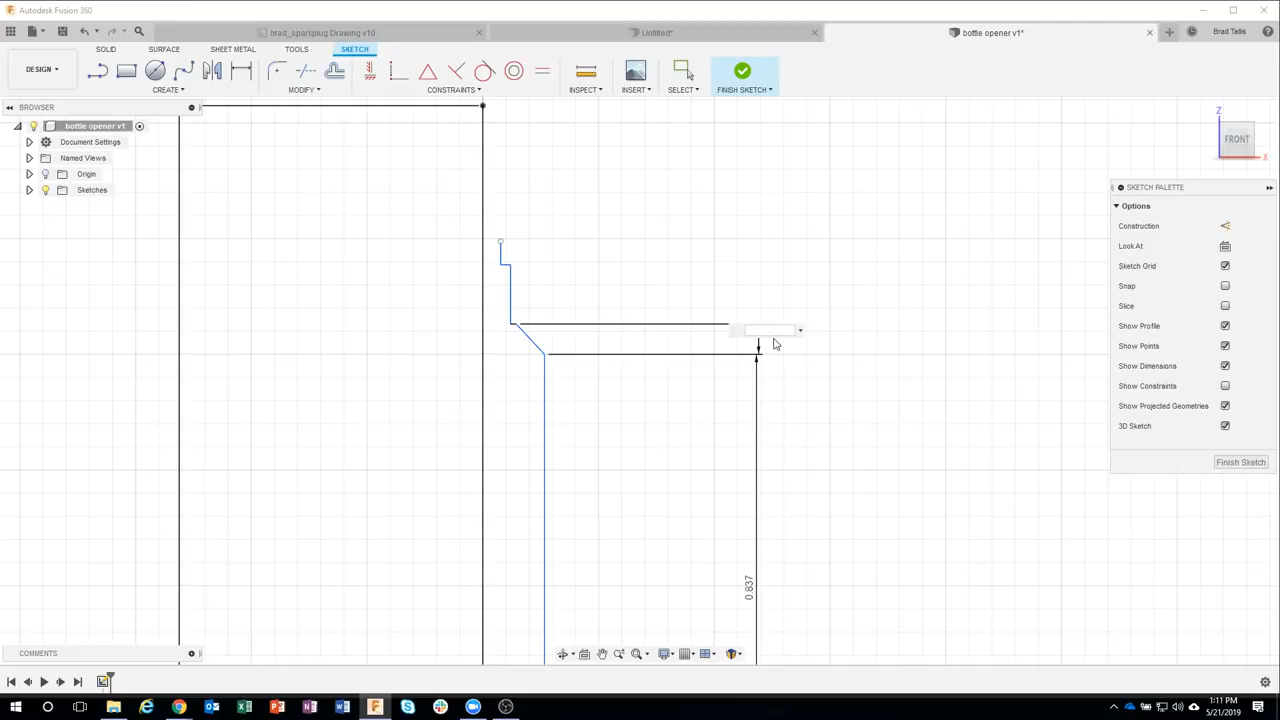 Autodesk Fusion 360
brad_sparkplug Drawing v10
Untitled*
bottle opener v1*
Brad Tallis
SOLID
SURFACE
SHEET METAL
TOOLS
SKETCH
DESIGN
CREATE
MODIFY
CONSTRAINTS
INSPECT
INSERT
SELECT
FINISH SKETCH
BROWSER
bottle opener v1
Document Settings
Named Views
Origin
Sketches
Z
FRONT
X
SKETCH PALETTE
Options
Construction
Look At
Sketch Grid
Snap
Slice
Show Profile
Show Points
Show Dimensions
Show Constraints
Show Projected Geometries
3D Sketch
Finish Sketch
0.837
COMMENTS
1:11 PM
5/21/2019